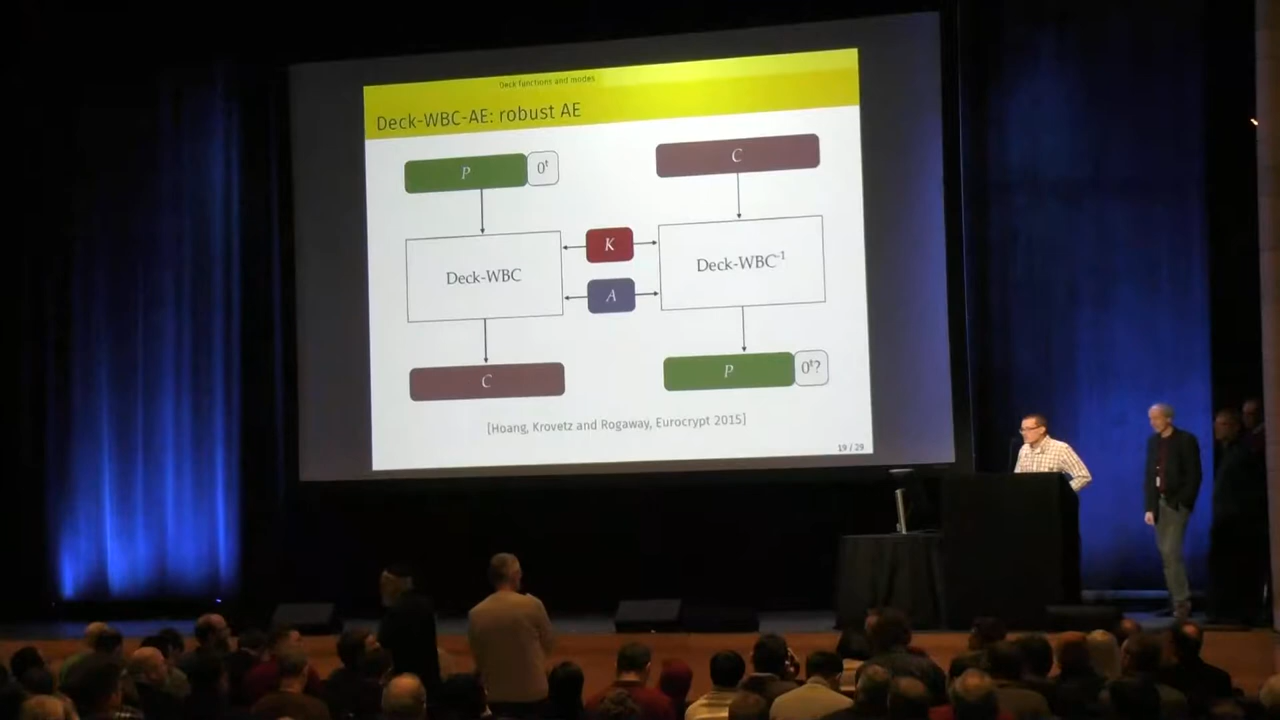 Deck functions and modes
Deck-WBC-AE: robust AE
P 0ᵗ
C
K
Deck-WBC
Deck-WBC⁻¹
A
C
P 0ᵗ?
[Hoang, Krovetz and Rogaway, Eurocrypt 2015]
19 / 29